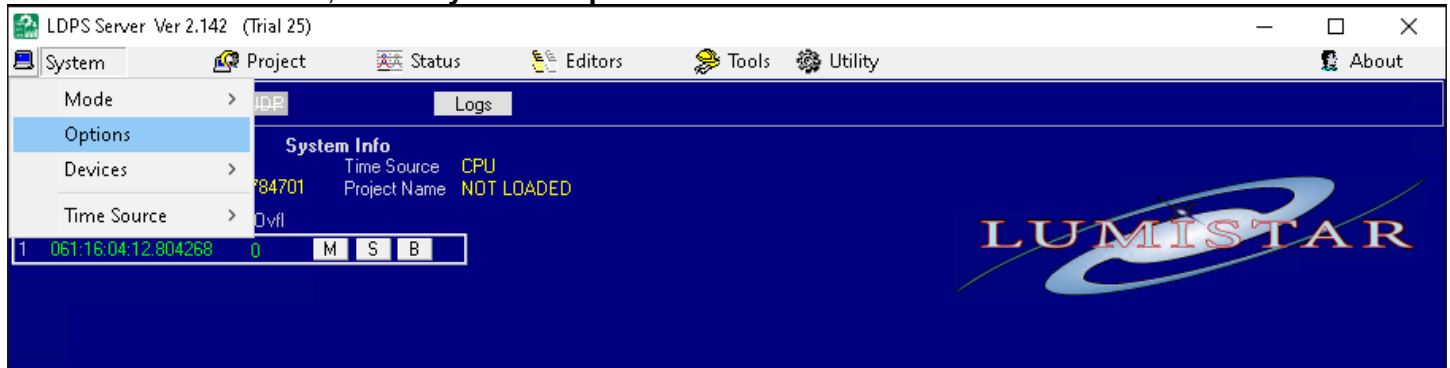 LDPS Server Ver 2.142 (Trial 25)
System Project Status Editors Tools Utility About
Mode > UDP Logs
Options
System Info
Devices > Time Source CPU
784701 Project Name NOT LOADED
Time Source > Ovfl
1 061:16:04:12.804268 0 M S B
LUMISTAR